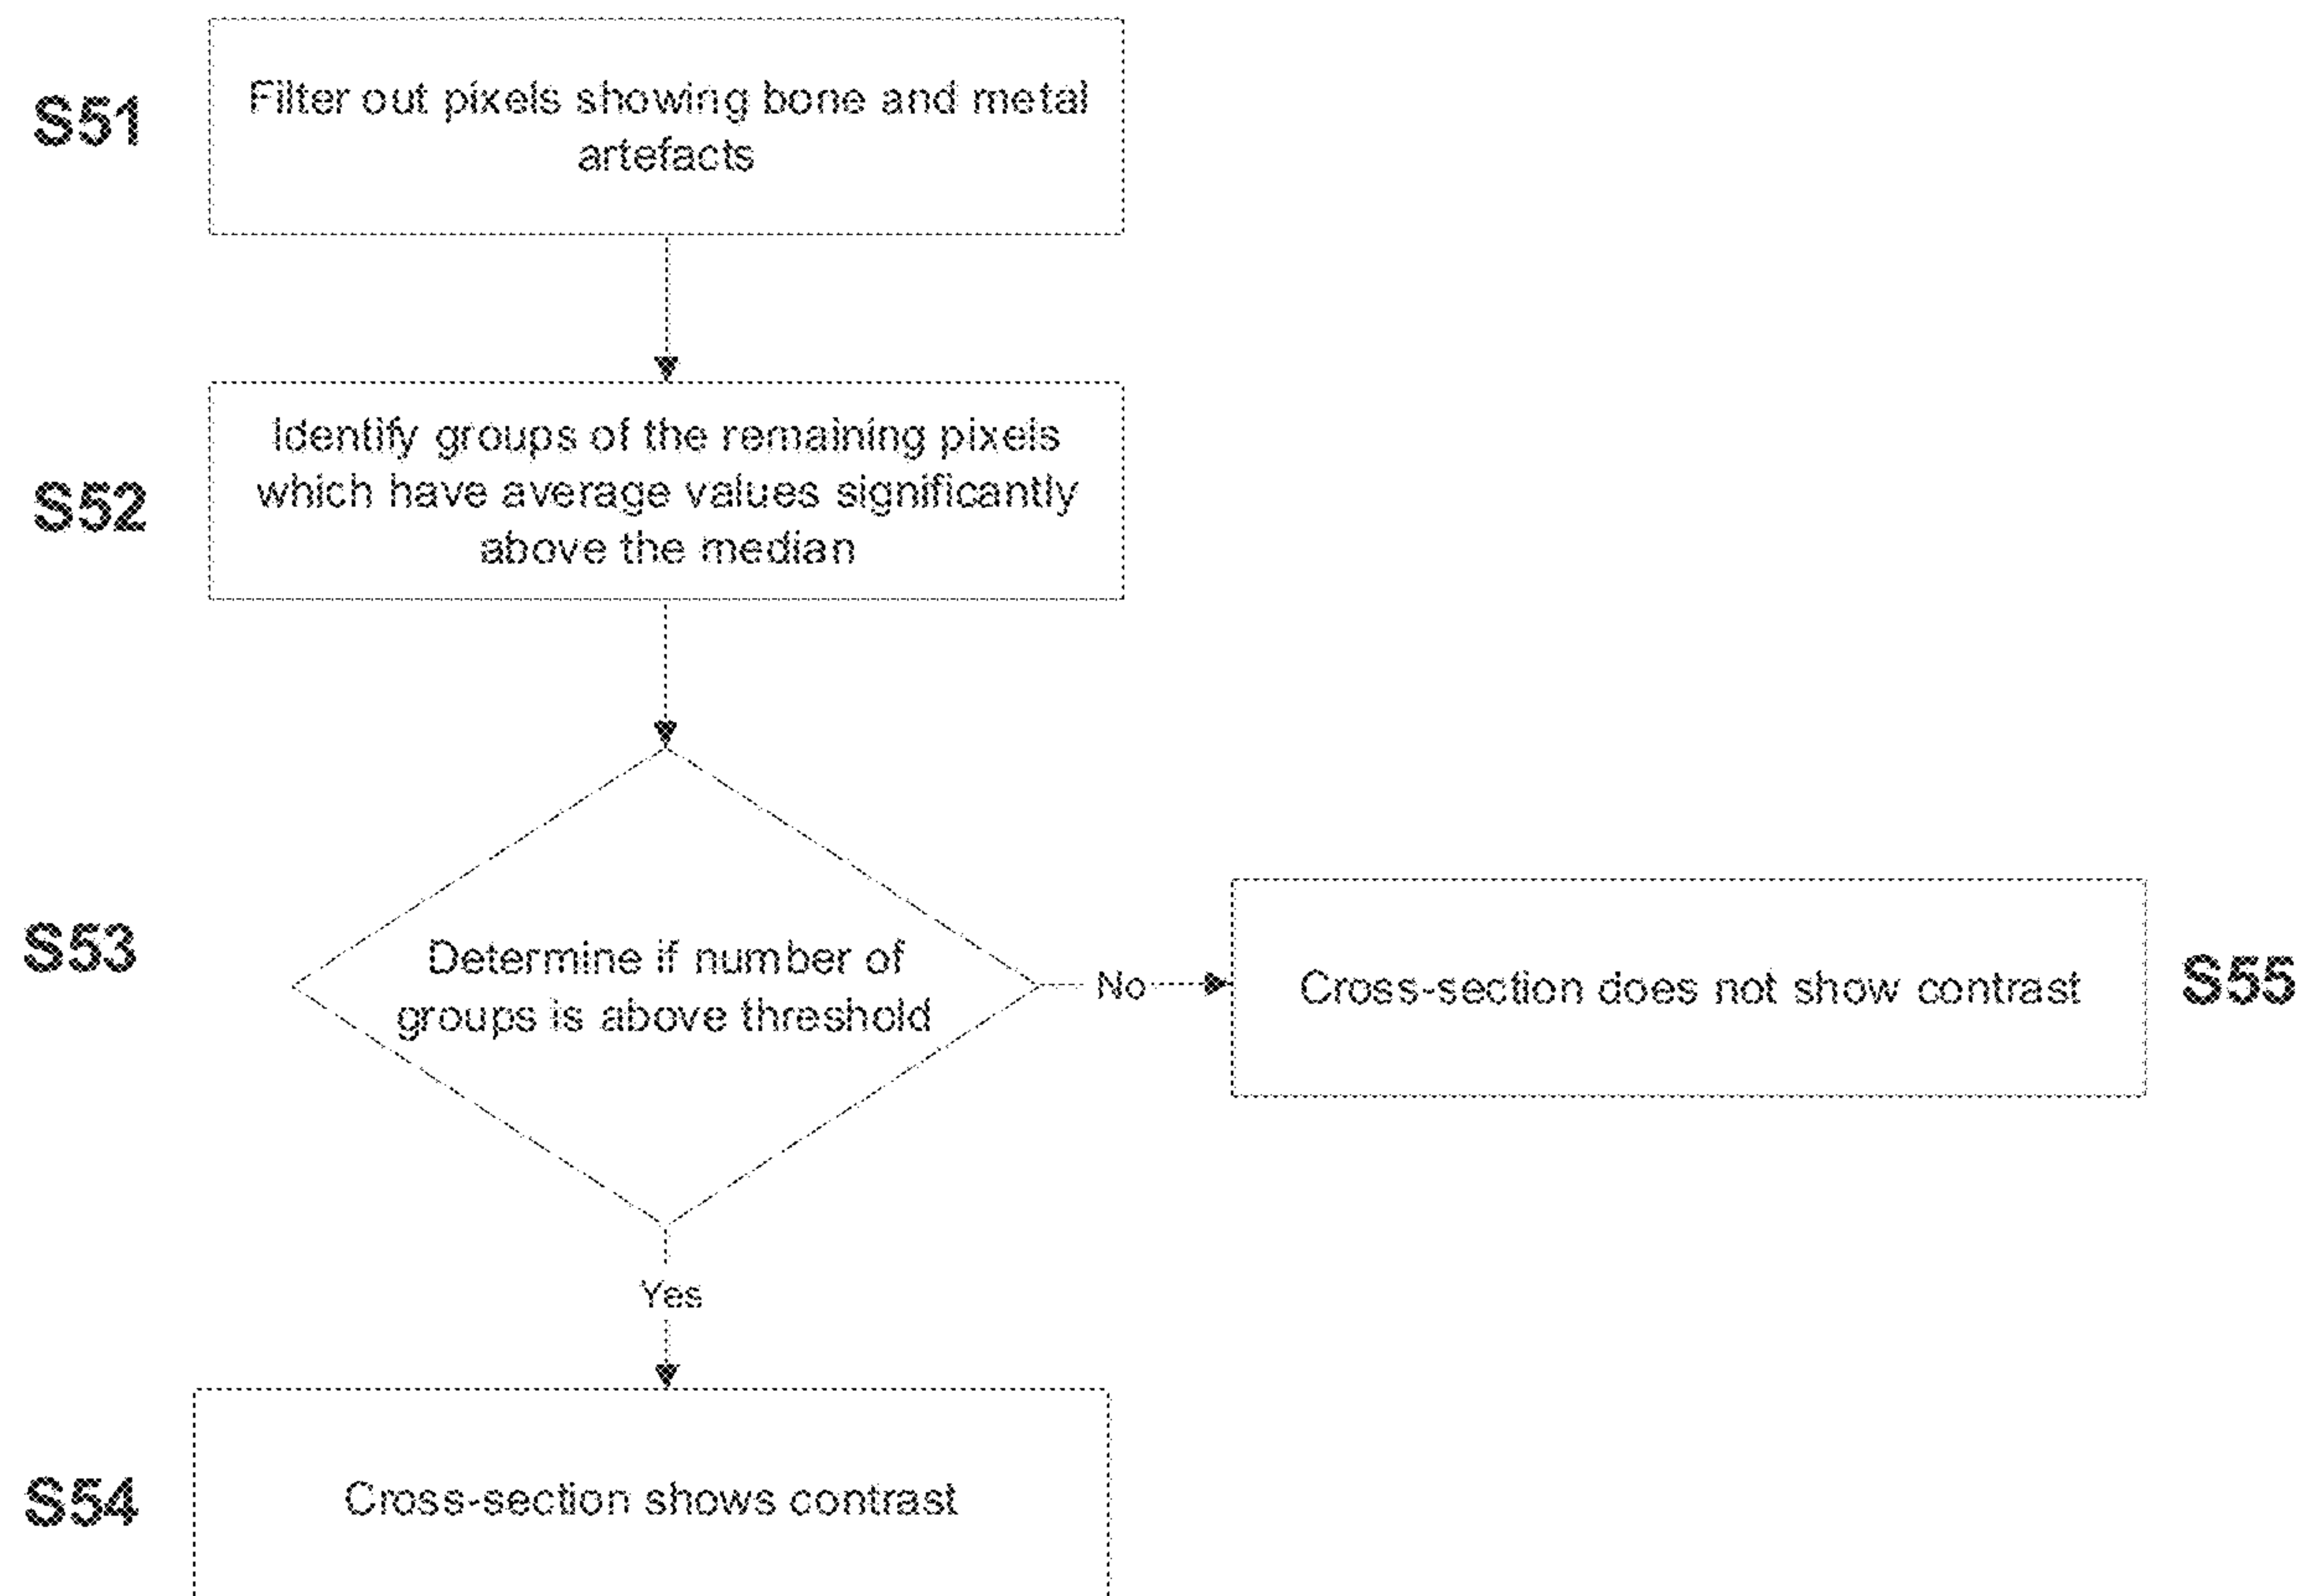 S51
Filter out pixels showing bone and metal
artefacts
S52
Identify groups of the remaining pixels
which have average values significantly
above the median
S53
Determine if number of
groups is above threshold
No
Cross-section does not show contrast
S55
Yes
S54
Cross-section shows contrast